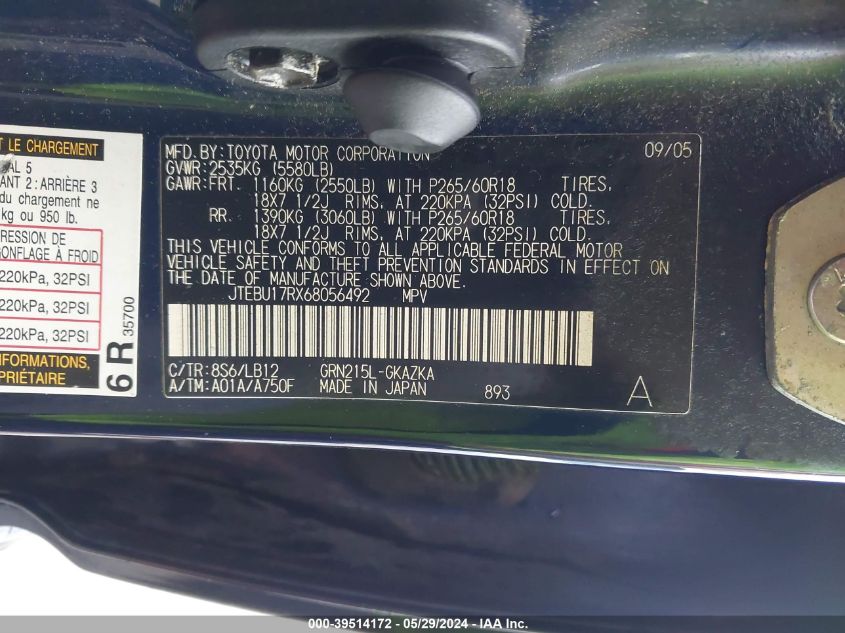 T LE CHARGEMENT
AL 5
ANT 2 : ARRIÈRE 3
du chargement ne
kg ou 950 lb.
RESSION DE
GONFLAGE À FROID
220kPa, 32PSI
220kPa, 32PSI
220kPa, 32PSI
INFORMATIONS,
PRIÉTAIRE
6R 35700
MFD.BY:TOYOTA MOTOR CORPORATION 09/05
GVWR:2535KG (5580LB)
GAWR:FRT. 1160KG (2550LB) WITH P265/60R18 TIRES,
18X7 1/2J RIMS, AT 220KPA (32PSI) COLD.
RR. 1390KG (3060LB) WITH P265/60R18 TIRES,
18X7 1/2J RIMS, AT 220KPA (32PSI) COLD.
THIS VEHICLE CONFORMS TO ALL APPLICABLE FEDERAL MOTOR
VEHICLE SAFETY AND THEFT PREVENTION STANDARDS IN EFFECT ON
THE DATE OF MANUFACTURE SHOWN ABOVE.
JTEBU17RX68056492 MPV
C/TR:8S6/LB12 GRN215L-GKAZKA
A/TM:A01A/A750F MADE IN JAPAN 893 A
000-39514172 - 05/29/2024 - IAA Inc.